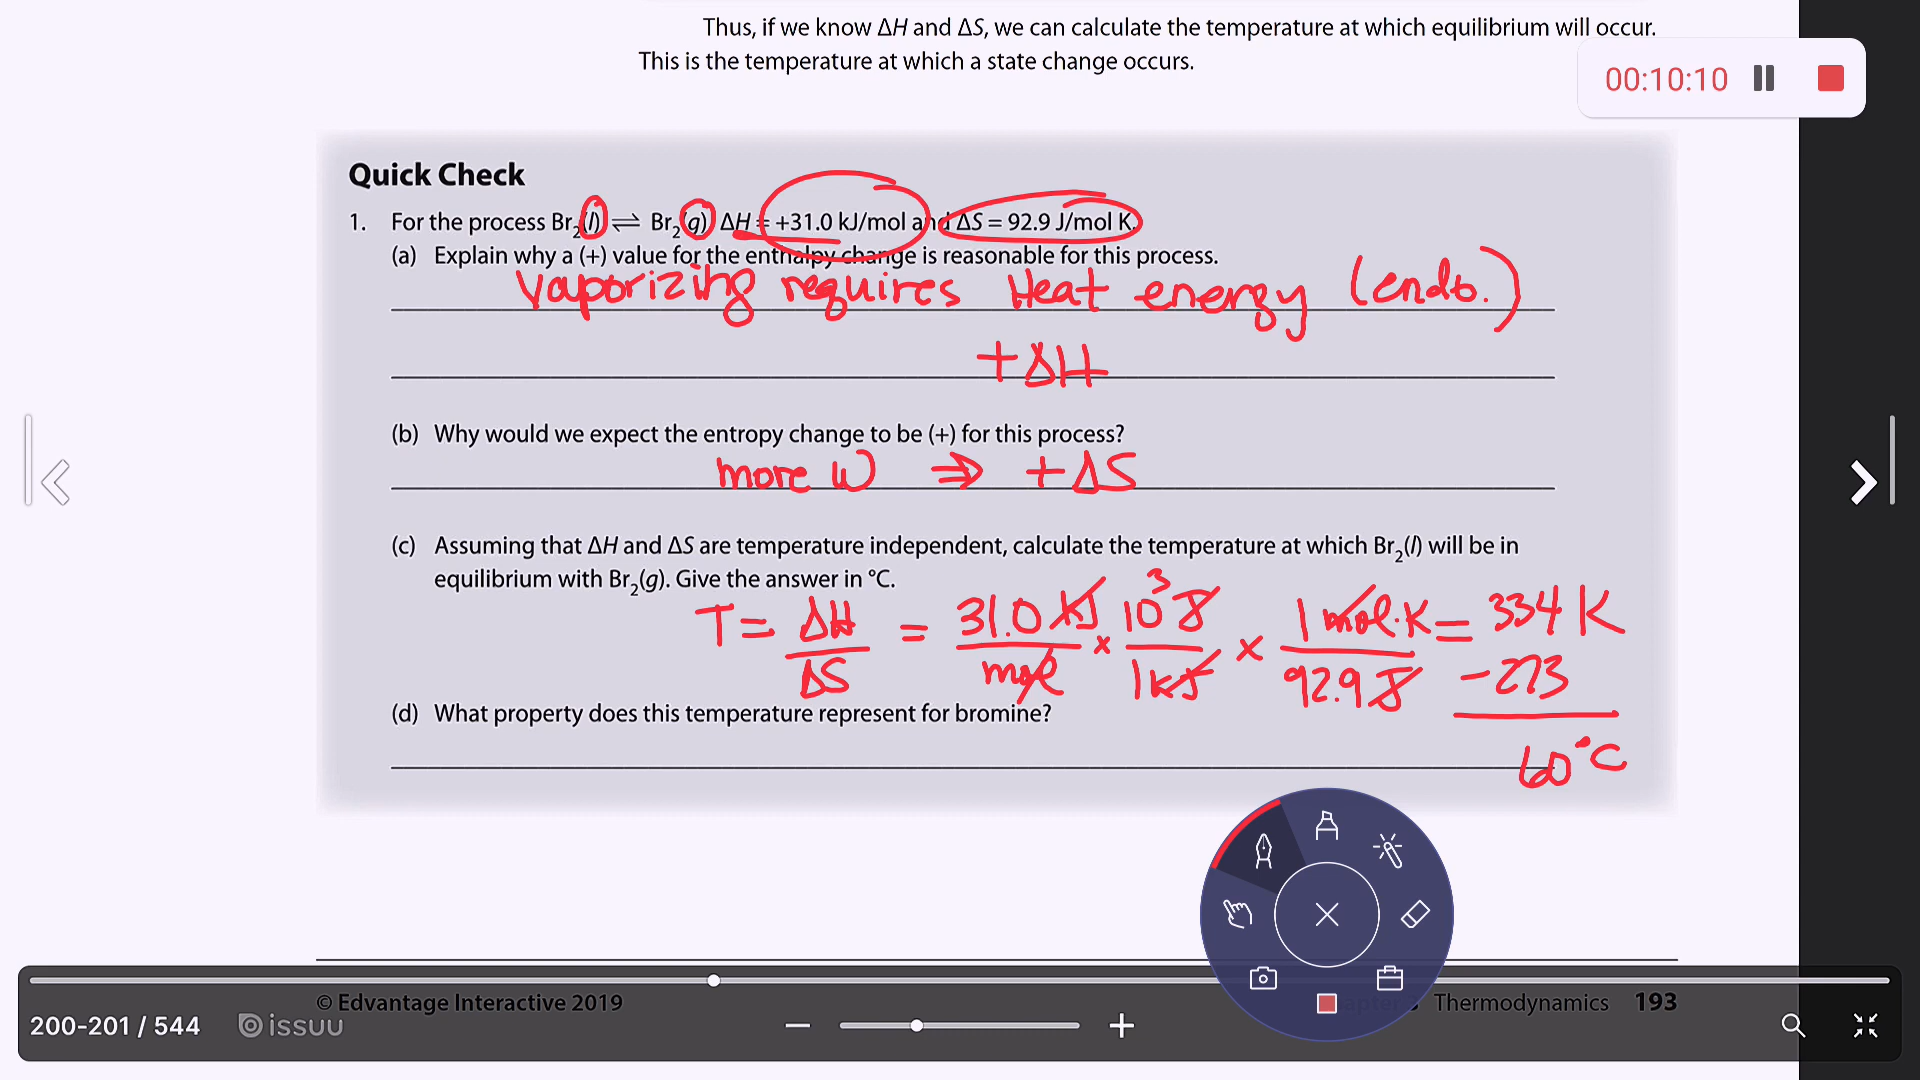 Thus, if we know ΔH and ΔS, we can calculate the temperature at which equilibrium will occur.
This is the temperature at which a state change occurs.
00:10:10
Quick Check
1. For the process Br₂(l) ⇌ Br₂(g) ΔH = +31.0 kJ/mol and ΔS = 92.9 J/mol K.
(a) Explain why a (+) value for the enthalpy change is reasonable for this process.
Vaporizing requires Heat energy (endo.)
+ΔH
(b) Why would we expect the entropy change to be (+) for this process?
more W ⇒ +ΔS
(c) Assuming that ΔH and ΔS are temperature independent, calculate the temperature at which Br₂(l) will be in
equilibrium with Br₂(g). Give the answer in °C.
T = ΔH/ΔS = 31.0 kJ/mol × 10³ J/1 kJ × 1 mol·K/92.9 J = 334 K
-273
60°C
(d) What property does this temperature represent for bromine?
© Edvantage Interactive 2019
Thermodynamics 193
200-201 / 544 issuu